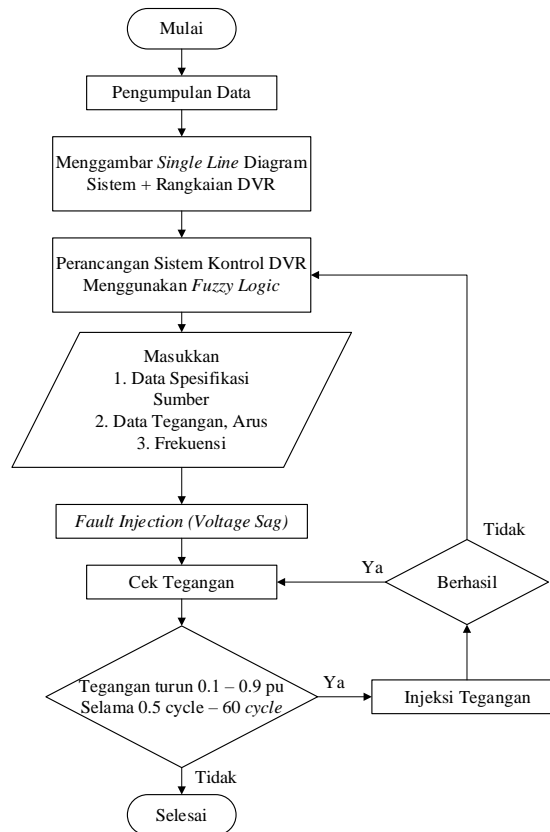 Mulai
Pengumpulan Data
Menggambar Single Line Diagram
Sistem + Rangkaian DVR
Perancangan Sistem Kontrol DVR
Menggunakan Fuzzy Logic
Masukkan
1. Data Spesifikasi
Sumber
2. Data Tegangan, Arus
3. Frekuensi
Fault Injection (Voltage Sag)
Cek Tegangan
Ya
Berhasil
Tidak
Tegangan turun 0.1 – 0.9 pu
Selama 0.5 cycle – 60 cycle
Ya
Injeksi Tegangan
Tidak
Selesai